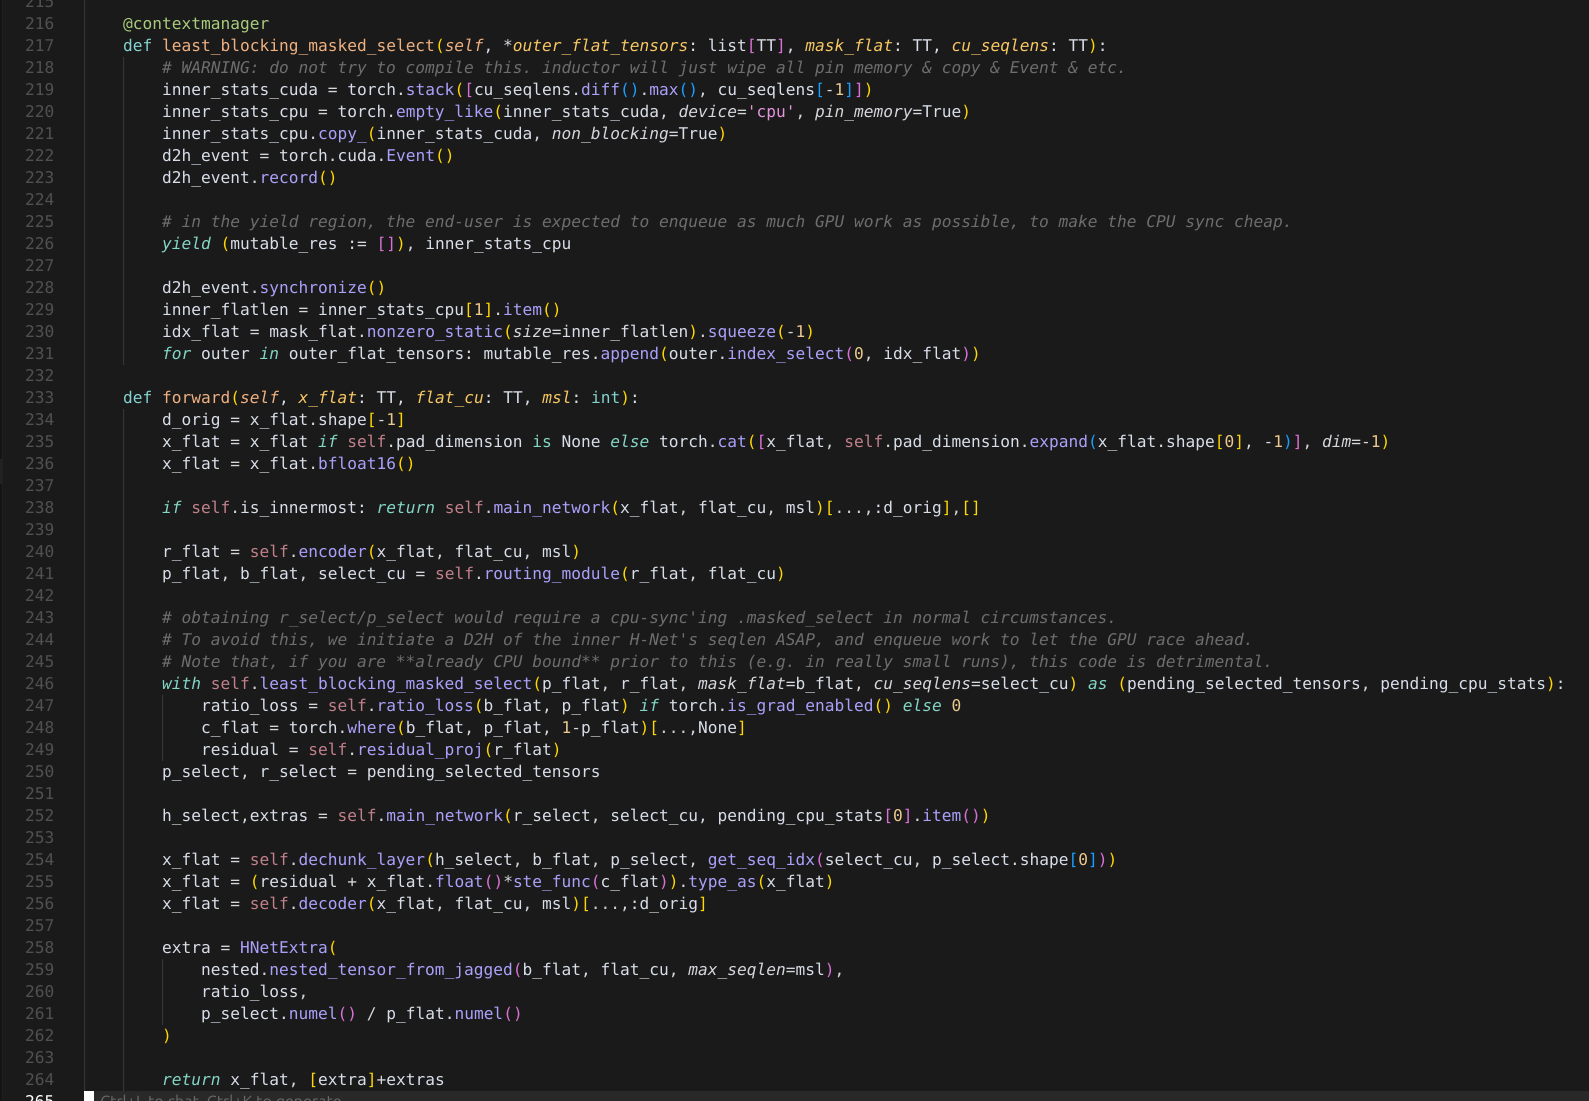 215
216 @contextmanager
217 def least_blocking_masked_select(self, *outer_flat_tensors: list[TT], mask_flat: TT, cu_seqlens: TT):
218 # WARNING: do not try to compile this. inductor will just wipe all pin memory & copy & Event & etc.
219 inner_stats_cuda = torch.stack([cu_seqlens.diff().max(), cu_seqlens[-1]])
220 inner_stats_cpu = torch.empty_like(inner_stats_cuda, device='cpu', pin_memory=True)
221 inner_stats_cpu.copy_(inner_stats_cuda, non_blocking=True)
222 d2h_event = torch.cuda.Event()
223 d2h_event.record()
224
225 # in the yield region, the end-user is expected to enqueue as much GPU work as possible, to make the CPU sync cheap.
226 yield (mutable_res := []), inner_stats_cpu
227
228 d2h_event.synchronize()
229 inner_flatlen = inner_stats_cpu[1].item()
230 idx_flat = mask_flat.nonzero_static(size=inner_flatlen).squeeze(-1)
231 for outer in outer_flat_tensors: mutable_res.append(outer.index_select(0, idx_flat))
232
233 def forward(self, x_flat: TT, flat_cu: TT, msl: int):
234 d_orig = x_flat.shape[-1]
235 x_flat = x_flat if self.pad_dimension is None else torch.cat([x_flat, self.pad_dimension.expand(x_flat.shape[0], -1)], dim=-1)
236 x_flat = x_flat.bfloat16()
237
238 if self.is_innermost: return self.main_network(x_flat, flat_cu, msl)[...,:d_orig],[]
239
240 r_flat = self.encoder(x_flat, flat_cu, msl)
241 p_flat, b_flat, select_cu = self.routing_module(r_flat, flat_cu)
242
243 # obtaining r_select/p_select would require a cpu-sync'ing .masked_select in normal circumstances.
244 # To avoid this, we initiate a D2H of the inner H-Net's seqlen ASAP, and enqueue work to let the GPU race ahead.
245 # Note that, if you are **already CPU bound** prior to this (e.g. in really small runs), this code is detrimental.
246 with self.least_blocking_masked_select(p_flat, r_flat, mask_flat=b_flat, cu_seqlens=select_cu) as (pending_selected_tensors, pending_cpu_stats):
247 ratio_loss = self.ratio_loss(b_flat, p_flat) if torch.is_grad_enabled() else 0
248 c_flat = torch.where(b_flat, p_flat, 1-p_flat)[...,None]
249 residual = self.residual_proj(r_flat)
250 p_select, r_select = pending_selected_tensors
251
252 h_select,extras = self.main_network(r_select, select_cu, pending_cpu_stats[0].item())
253
254 x_flat = self.dechunk_layer(h_select, b_flat, p_select, get_seq_idx(select_cu, p_select.shape[0]))
255 x_flat = (residual + x_flat.float()*ste_func(c_flat)).type_as(x_flat)
256 x_flat = self.decoder(x_flat, flat_cu, msl)[...,:d_orig]
257
258 extra = HNetExtra(
259 nested.nested_tensor_from_jagged(b_flat, flat_cu, max_seqlen=msl),
260 ratio_loss,
261 p_select.numel() / p_flat.numel()
262 )
263
264 return x_flat, [extra]+extras
265 Ctrl+L to chat, Ctrl+K to generate